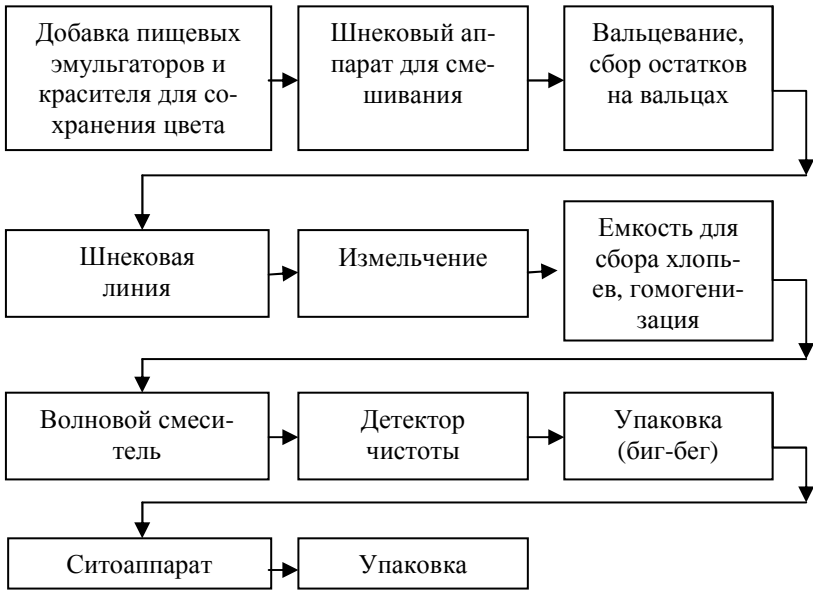 Добавка пищевых
эмульгаторов и
красителя для со-
хранения цвета
Шнековый ап-
парат для сме-
шивания
Вальцевание,
сбор остатков
на вальцах
Шнековая
линия
Измельчение
Емкость для
сбора хлопь-
ев, гомогени-
зация
Волновой смеси-
тель
Детектор
чистоты
Упаковка
(биг-бег)
Ситоаппарат
Упаковка